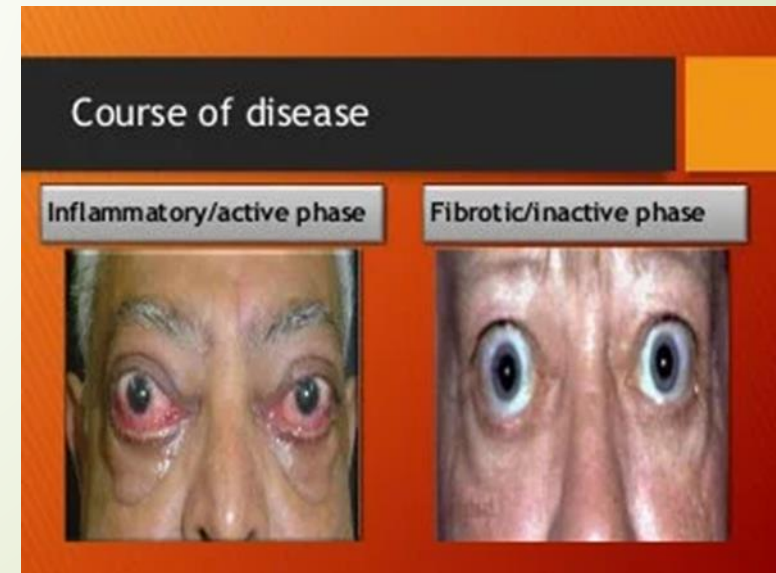 Course of disease
Inflammatory/active phase
Fibrotic/inactive phase